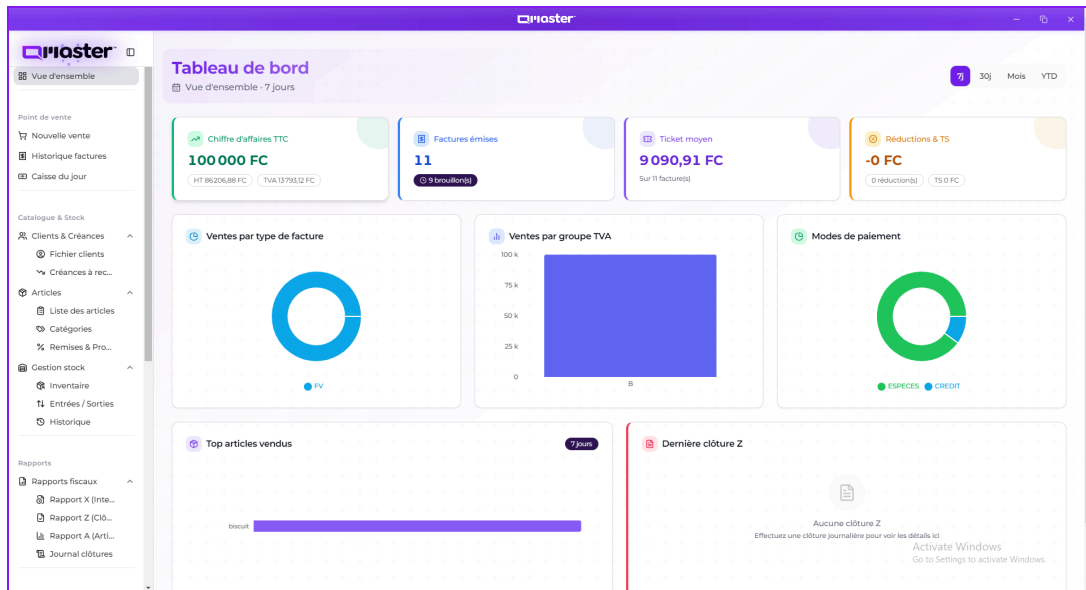 Qmaster
Qmaster
Vue d'ensemble
Point de vente
Nouvelle vente
Historique factures
Caisse du jour
Catalogue & Stock
Clients & Créances
Fichier clients
Créances à rec...
Articles
Liste des articles
Catégories
Remises & Pro...
Gestion stock
Inventaire
Entrées / Sorties
Historique
Rapports
Rapports fiscaux
Rapport X (Inte...
Rapport Z (Clô...
Rapport A (Arti...
Journal clôtures
Tableau de bord
Vue d'ensemble · 7 jours
7j 30j Mois YTD
Chiffre d'affaires TTC
100 000 FC
HT 86 206,88 FC TVA 13 793,12 FC
Factures émises
11
9 brouillon(s)
Ticket moyen
9 090,91 FC
Sur 11 facture(s)
Réductions & TS
-0 FC
0 réduction(s) TS 0 FC
Ventes par type de facture
FV
Ventes par groupe TVA
100 k
75 k
50 k
25 k
0
B
Modes de paiement
ESPECES CREDIT
Top articles vendus
7 jours
biscuit
Dernière clôture Z
Aucune clôture Z
Effectuez une clôture journalière pour voir les détails ici
Activate Windows
Go to Settings to activate Windows.